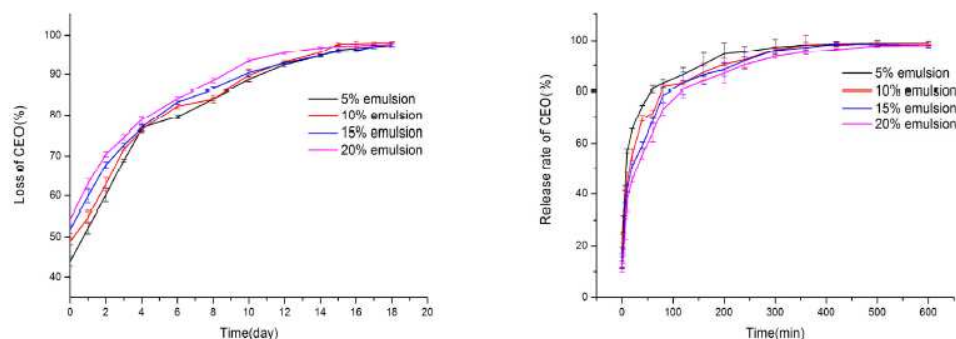 100
90
80
70
60
50
40
Loss of CEO(%)
5% emulsion
10% emulsion
15% emulsion
20% emulsion
0 2 4 6 8 10 12 14 16 18 20
Time(day)
100
80
60
40
20
Release rate of CEO(%)
5% emulsion
10% emulsion
15% emulsion
20% emulsion
0 100 200 300 400 500 600
Time(min)